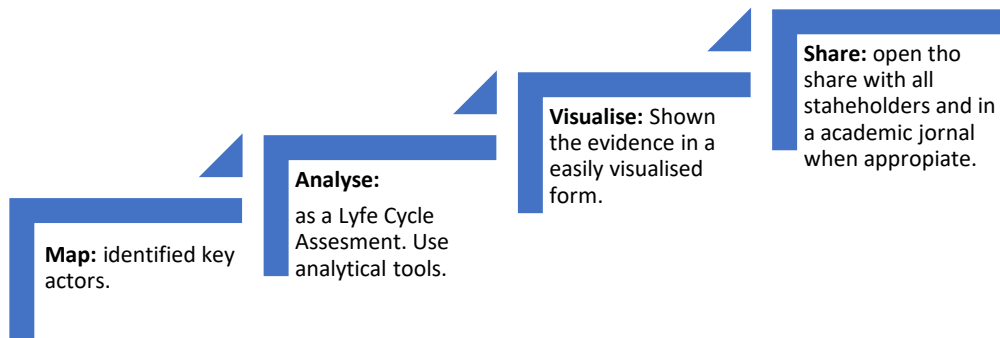 Map: identified key
actors.
Analyse:
as a Lyfe Cycle
Assesment. Use
analytical tools.
Visualise: Shown
the evidence in a
easily visualised
form.
Share: open tho
share with all
staheholders and in
a academic jornal
when appropiate.